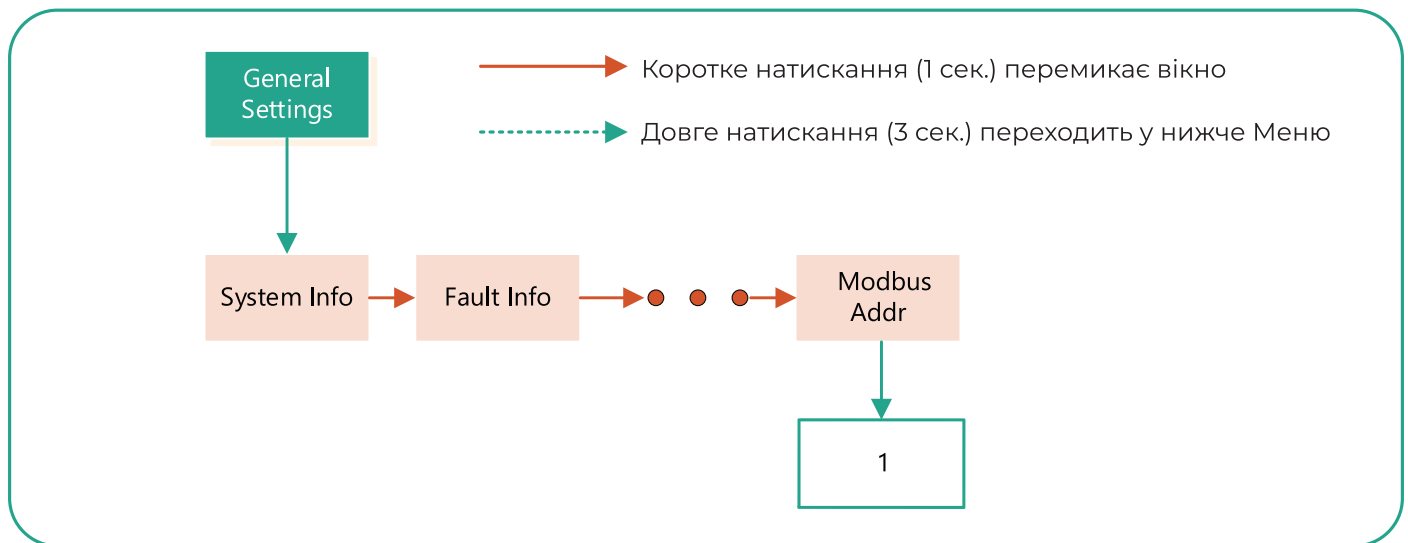 General
Settings
Коротке натискання (1 сек.) перемикає вікно
Довге натискання (3 сек.) переходить у нижче Меню
System Info
Fault Info
Modbus
Addr
1